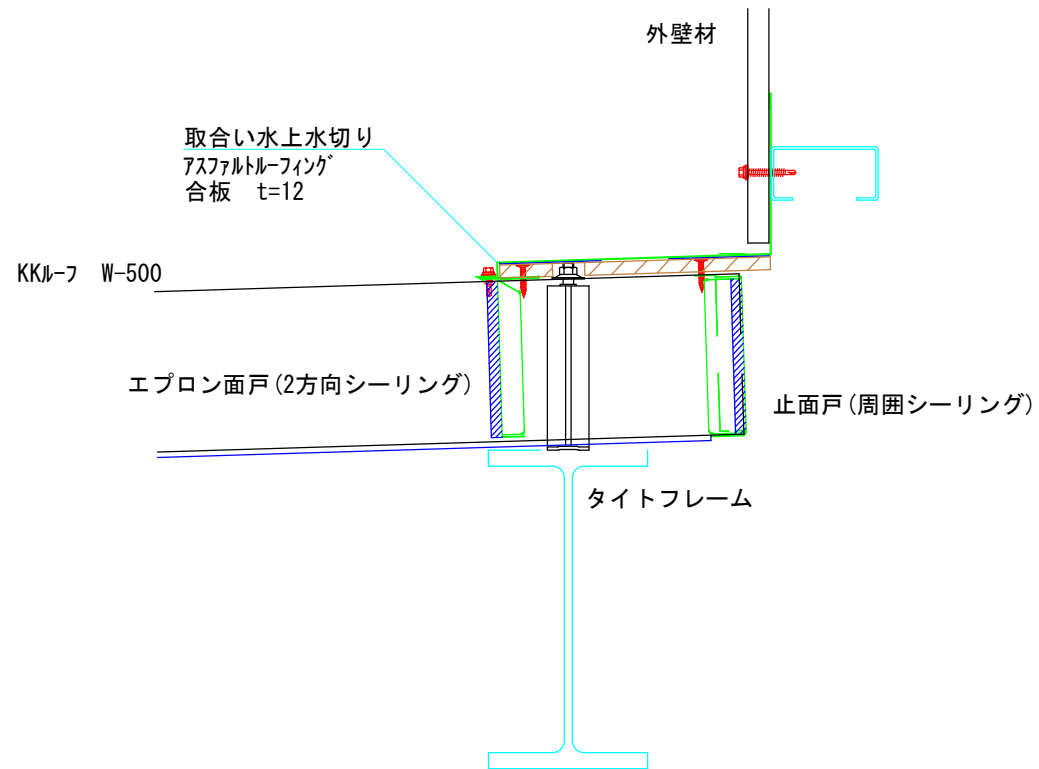 外壁材
取合い水上水切り
ｱｽﾌｧﾙﾄﾙｰﾌｨﾝｸﾞ
合板　t=12
KKﾙｰﾌ　W-500
エプロン面戸(2方向シーリング)
止面戸(周囲シーリング)
タイトフレーム